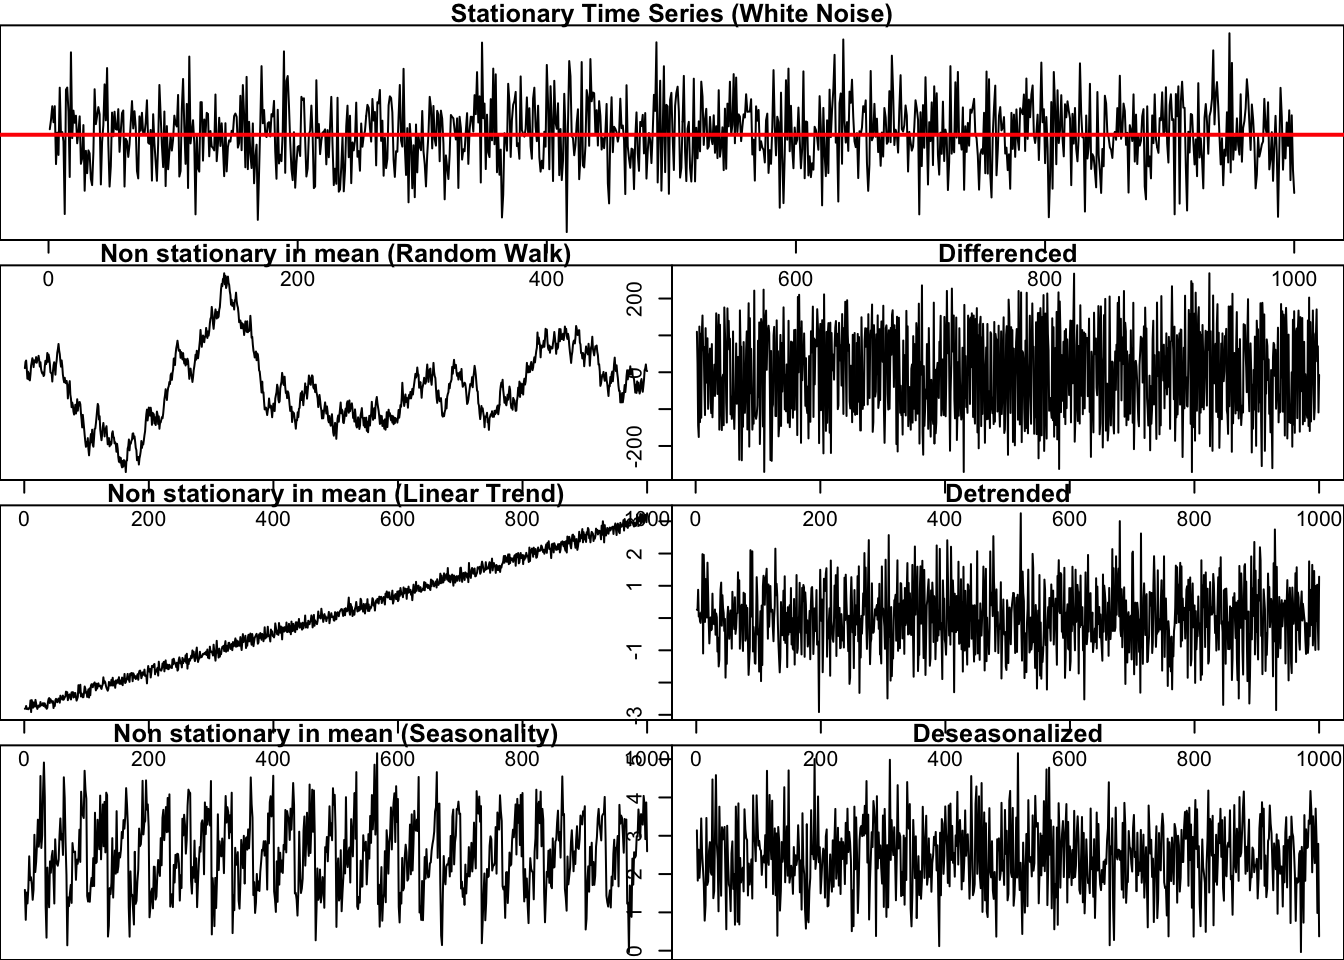 Stationary Time Series (White Noise)
Non stationary in mean (Random Walk)
Differenced
0 200 400 600 800 1000
200
0
-200
Non stationary in mean (Linear Trend)
Detrended
0 200 400 600 800 1000
0 200 400 600 800 1000
2
1
-1
-3
Non stationary in mean (Seasonality)
Deseasonalized
0 200 400 600 800 1000
0 200 400 600 800 1000
5
4
3
2
1
0